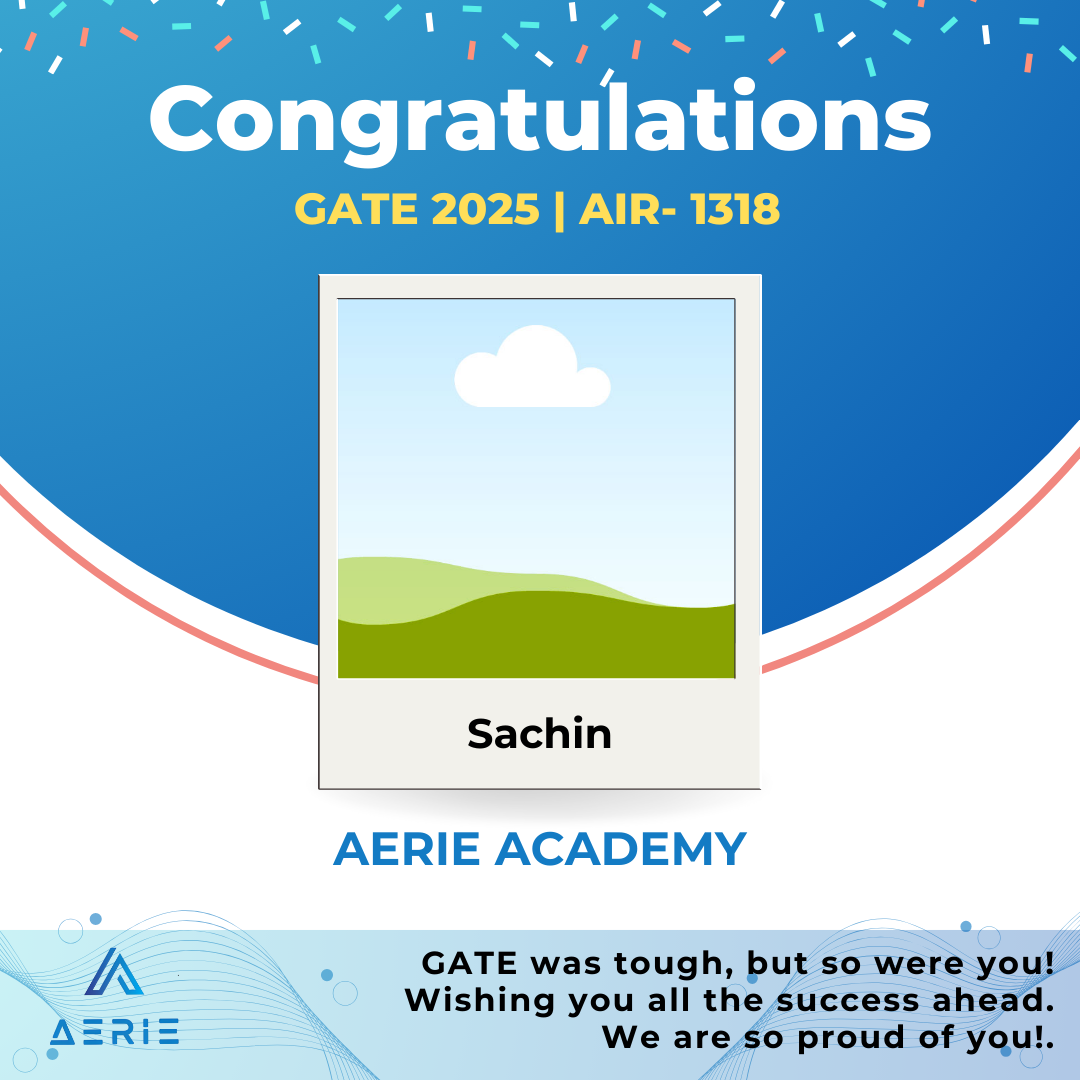 Congratulations
GATE 2025 | AIR- 1318
Sachin
AERIE ACADEMY
GATE was tough, but so were you!
Wishing you all the success ahead.
We are so proud of you!.
AERIE